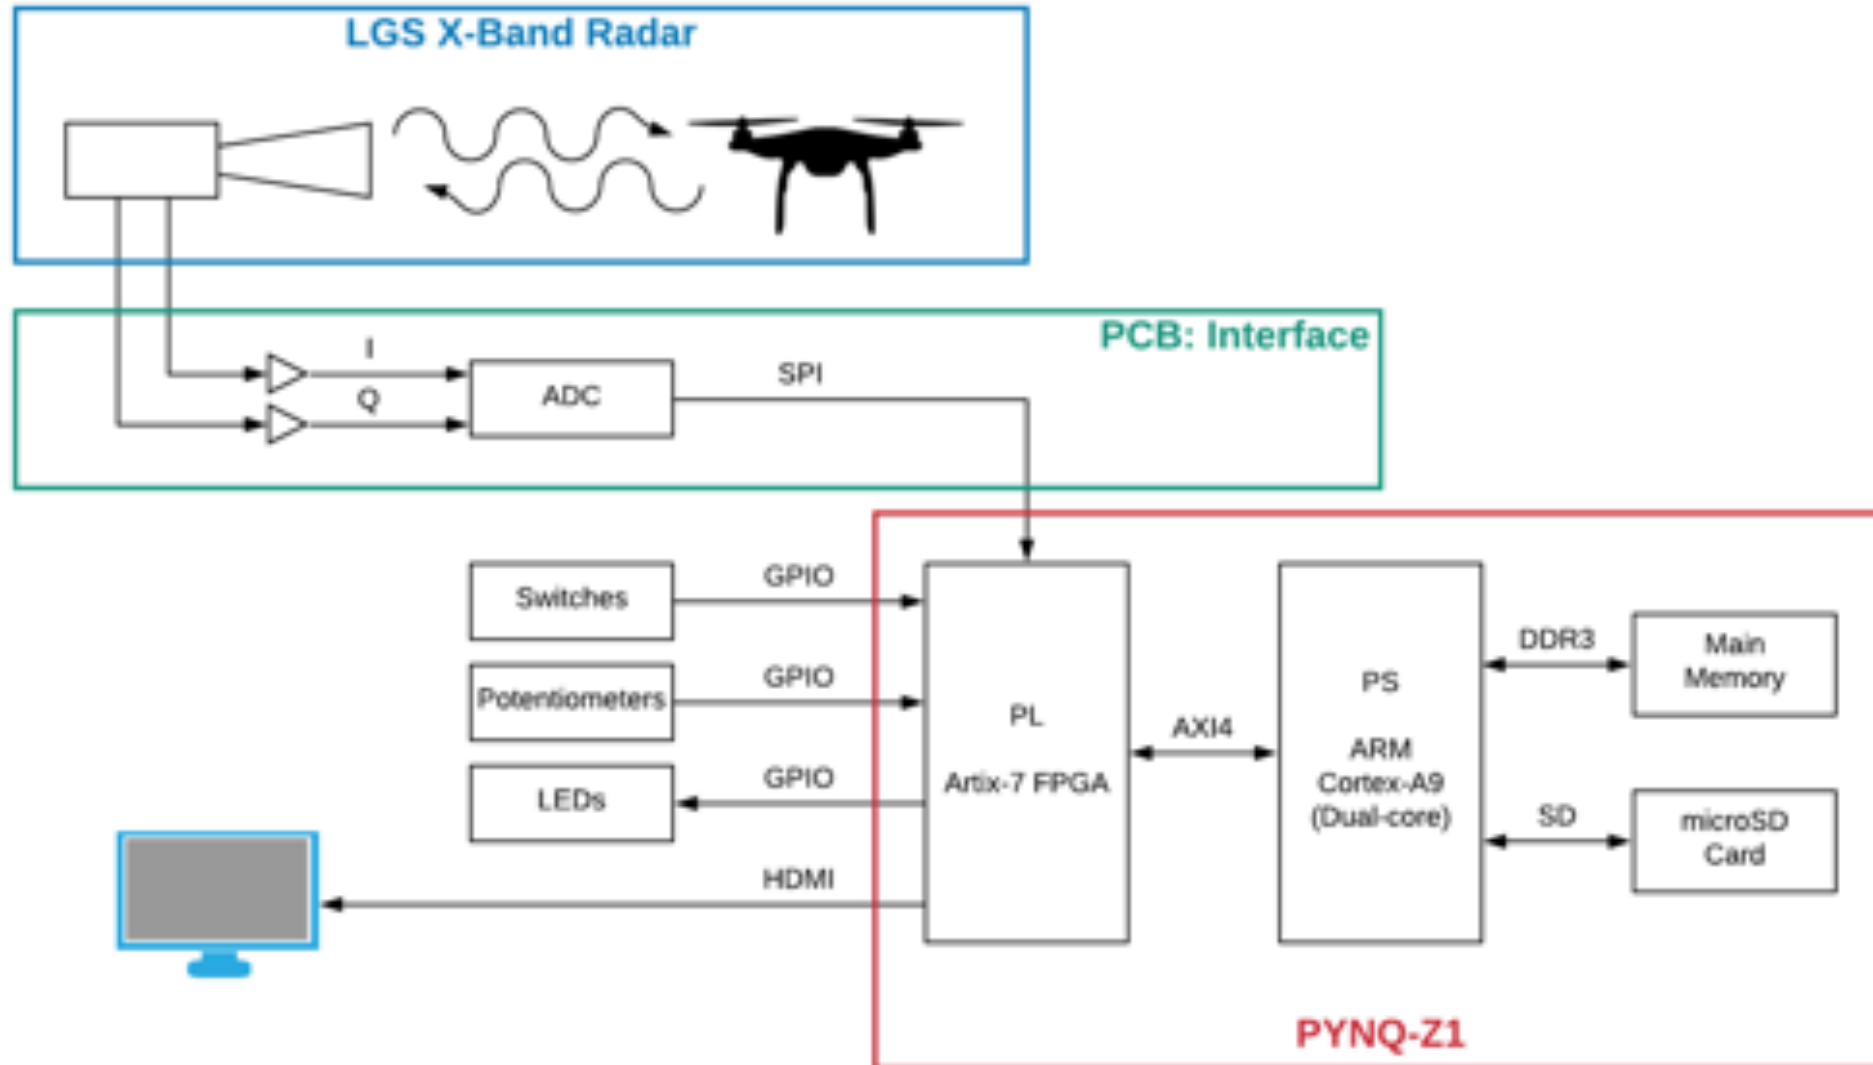 LGS X-Band Radar
PCB: Interface
I
Q
ADC
SPI
Switches
GPIO
Potentiometers
GPIO
LEDs
GPIO
HDMI
PL
Artix-7 FPGA
AXI4
PS
ARM
Cortex-A9
(Dual-core)
DDR3
Main
Memory
SD
microSD
Card
PYNQ-Z1